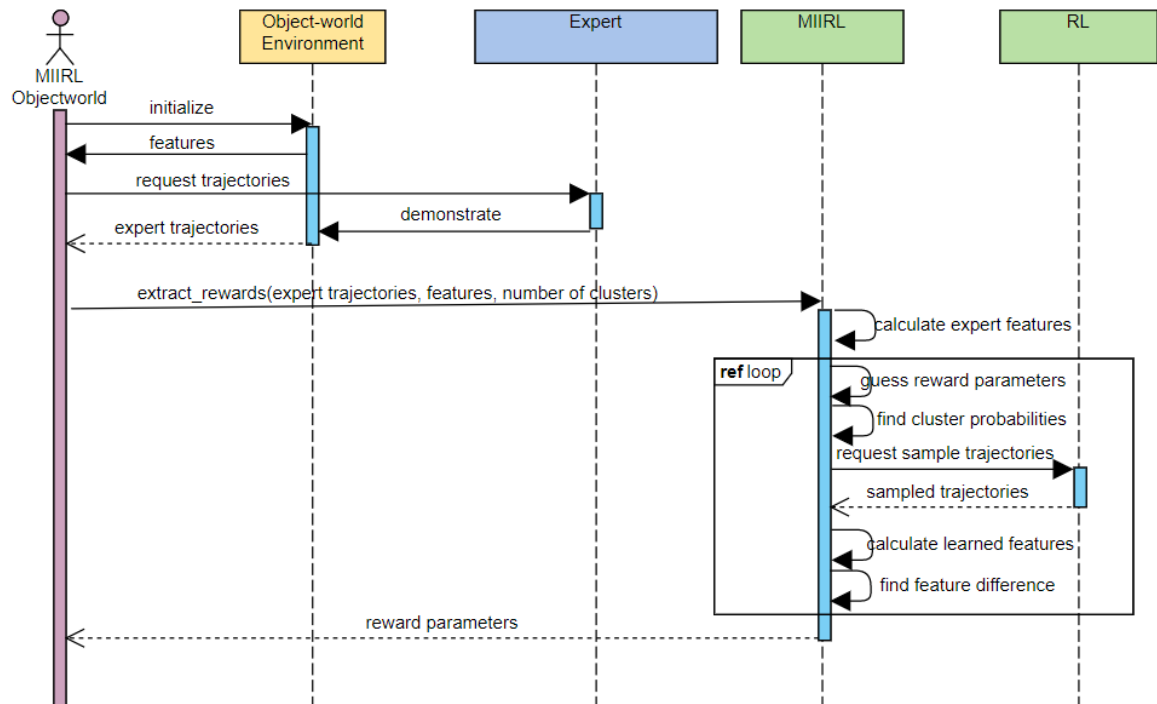 Object-world
Environment
Expert
MIIRL
RL
MIIRL
Objectworld
initialize
features
request trajectories
demonstrate
expert trajectories
extract_rewards(expert trajectories, features, number of clusters)
calculate expert features
ref loop
guess reward parameters
find cluster probabilities
request sample trajectories
sampled trajectories
calculate learned features
find feature difference
reward parameters